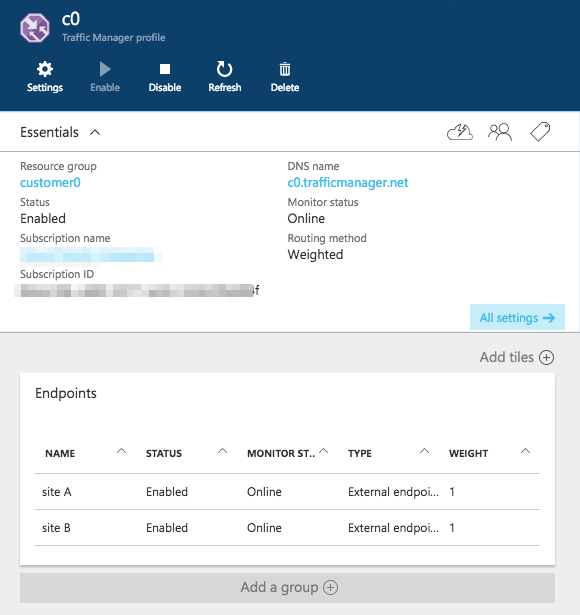 c0
Traffic Manager profile
Settings Enable Disable Refresh Delete
Essentials
Resource group DNS name
customer0 c0.trafficmanager.net
Status Monitor status
Enabled Online
Subscription name Routing method
Weighted
Subscription ID
All settings
Add tiles
Endpoints
NAME STATUS MONITOR ST.. TYPE WEIGHT
site A Enabled Online External endpoi... 1
site B Enabled Online External endpoi... 1
Add a group